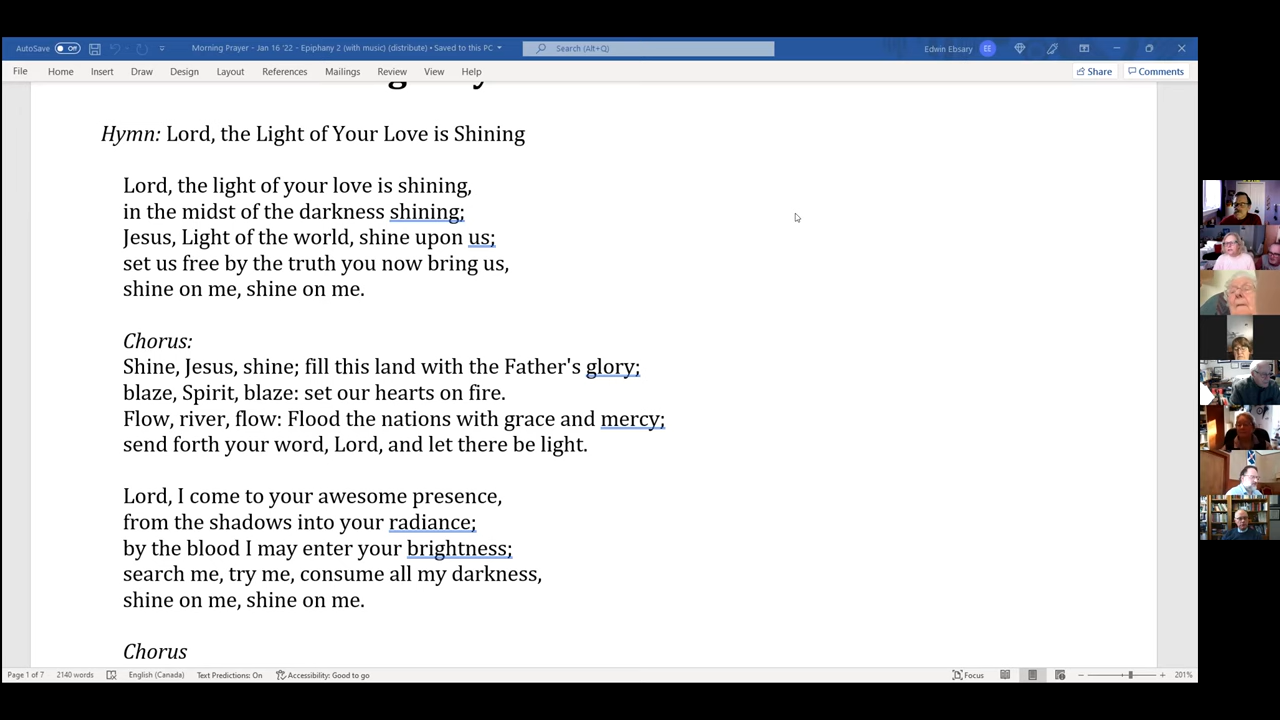 AutoSave Off
Morning Prayer - Jan 16 '22 - Epiphany 2 (with music) (distribute) • Saved to this PC
Search (Alt+Q)
Edwin Ebsary EE
File Home Insert Draw Design Layout References Mailings Review View Help
Share Comments
Hymn: Lord, the Light of Your Love is Shining
Lord, the light of your love is shining,
in the midst of the darkness shining;
Jesus, Light of the world, shine upon us;
set us free by the truth you now bring us,
shine on me, shine on me.
Chorus:
Shine, Jesus, shine; fill this land with the Father's glory;
blaze, Spirit, blaze: set our hearts on fire.
Flow, river, flow: Flood the nations with grace and mercy;
send forth your word, Lord, and let there be light.
Lord, I come to your awesome presence,
from the shadows into your radiance;
by the blood I may enter your brightness;
search me, try me, consume all my darkness,
shine on me, shine on me.
Chorus
Page 1 of 7 2140 words English (Canada) Text Predictions: On Accessibility: Good to go Focus 201%